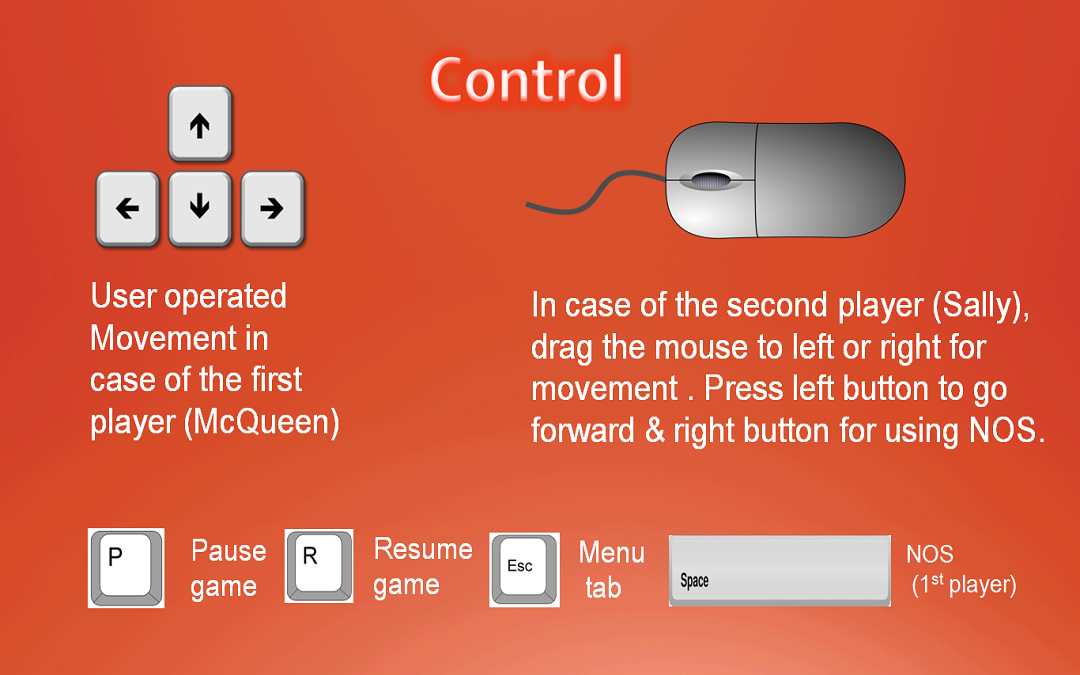 Control
↑
← ↓ →
User operated
Movement in
case of the first
player (McQueen)
In case of the second player (Sally),
drag the mouse to left or right for
movement . Press left button to go
forward & right button for using NOS.
P
Pause
game
R
Resume
game
Esc
Menu
tab
Space
NOS
(1st player)